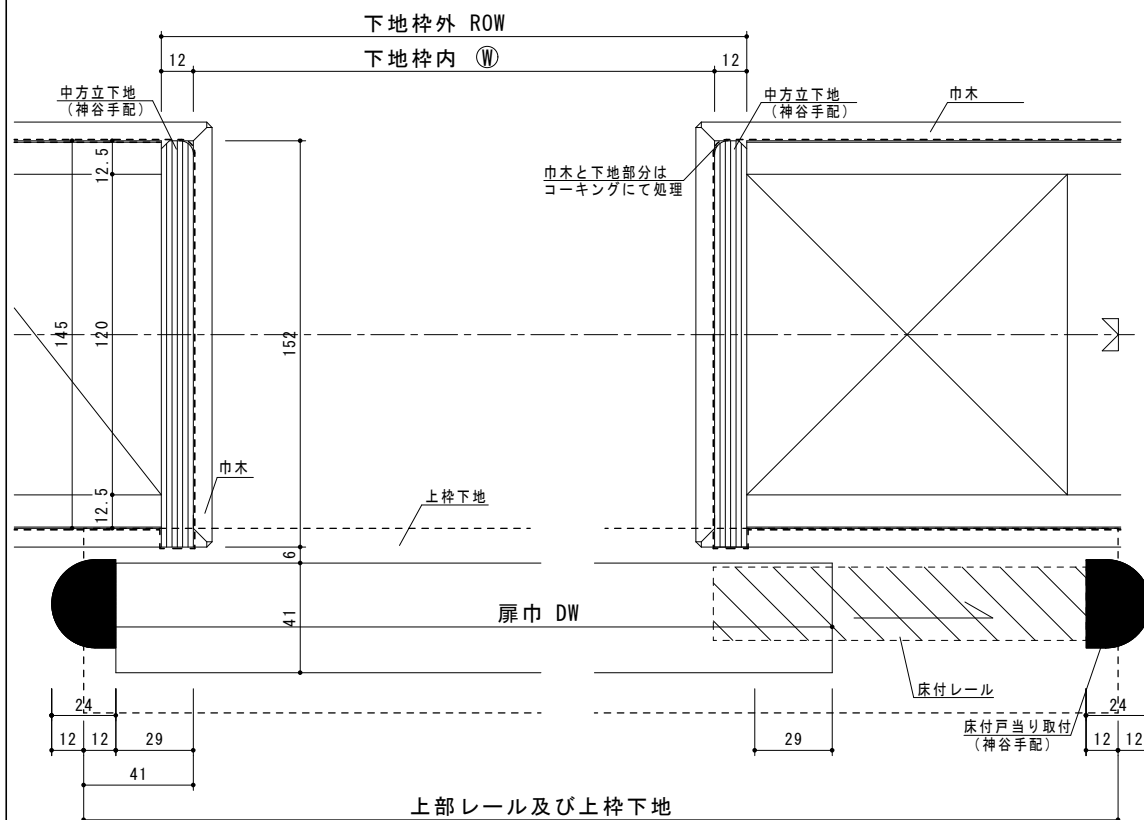 下地枠外 ROW
12
下地枠内 Ⓦ
12
中方立下地
(神谷手配)
中方立下地
(神谷手配)
巾木
12.5
巾木と下地部分は
コーキングにて処理
145
120
152
巾木
12.5
上枠下地
6
扉巾 DW
41
床付レール
24
24
床付戸当り取付
(神谷手配)
12
12
29
29
12
12
41
上部レール及び上枠下地